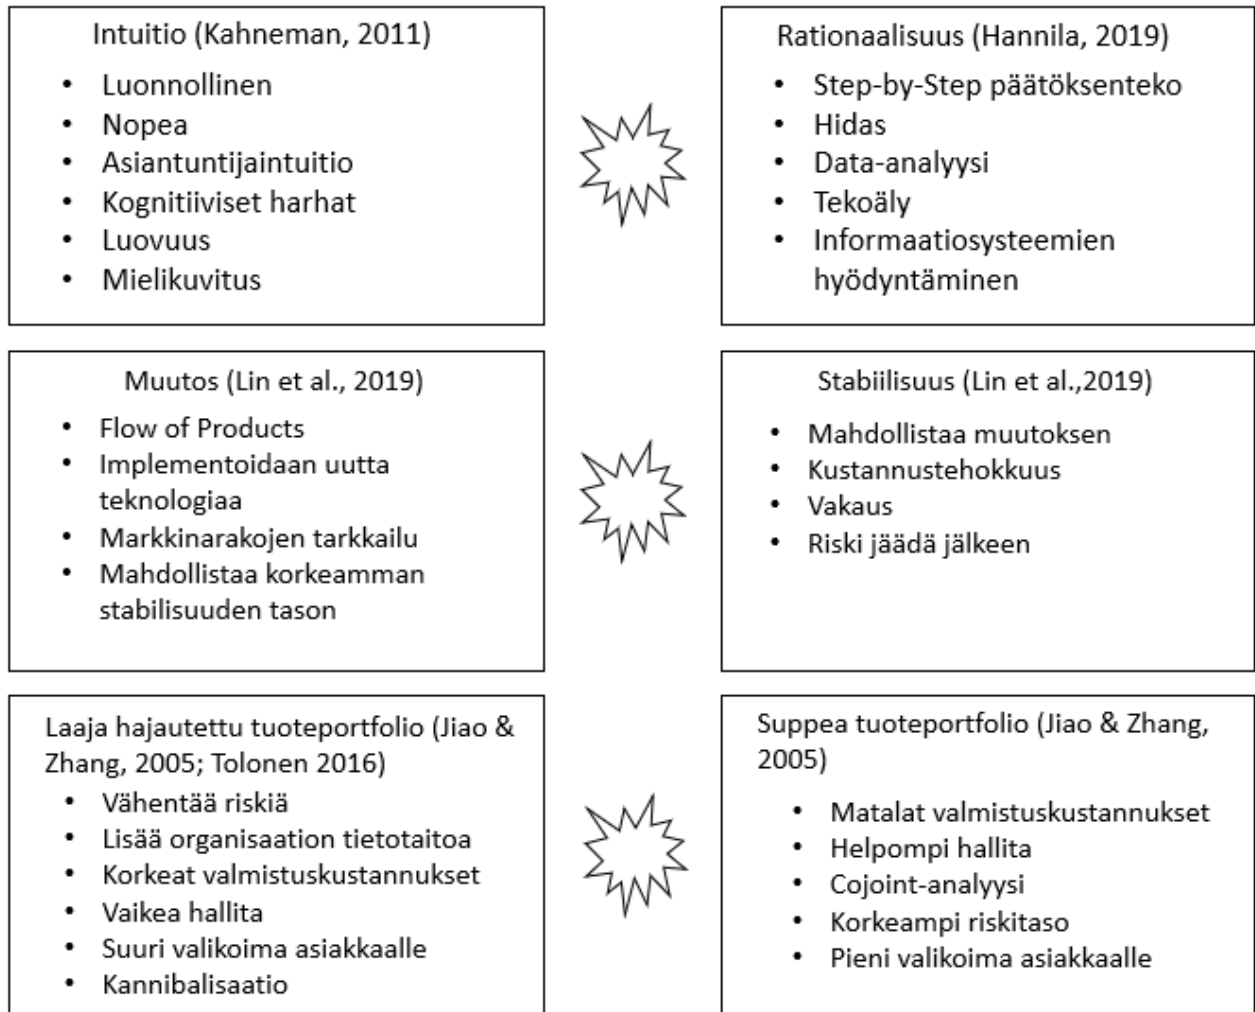 Intuitio (Kahneman, 2011)
• Luonnollinen
• Nopea
• Asiantuntijaintuitio
• Kognitiiviset harhat
• Luovuus
• Mielikuvitus
Rationaalisuus (Hannila, 2019)
• Step-by-Step päätöksenteko
• Hidas
• Data-analyysi
• Tekoäly
• Informaatiosysteemien
hyödyntäminen
Muutos (Lin et al., 2019)
• Flow of Products
• Implementoidaan uutta
teknologiaa
• Markkinarakojen tarkkailu
• Mahdollistaa korkeamman
stabilisuuden tason
Stabiilisuus (Lin et al.,2019)
• Mahdollistaa muutoksen
• Kustannustehokkuus
• Vakaus
• Riski jäädä jälkeen
Laaja hajautettu tuoteportfolio (Jiao &
Zhang, 2005; Tolonen 2016)
• Vähentää riskiä
• Lisää organisaation tietotaitoa
• Korkeat valmistuskustannukset
• Vaikea hallita
• Suuri valikoima asiakkaalle
• Kannibalisaatio
Suppea tuoteportfolio (Jiao & Zhang,
2005)
• Matalat valmistuskustannukset
• Helpompi hallita
• Cojoint-analyysi
• Korkeampi riskitaso
• Pieni valikoima asiakkaalle